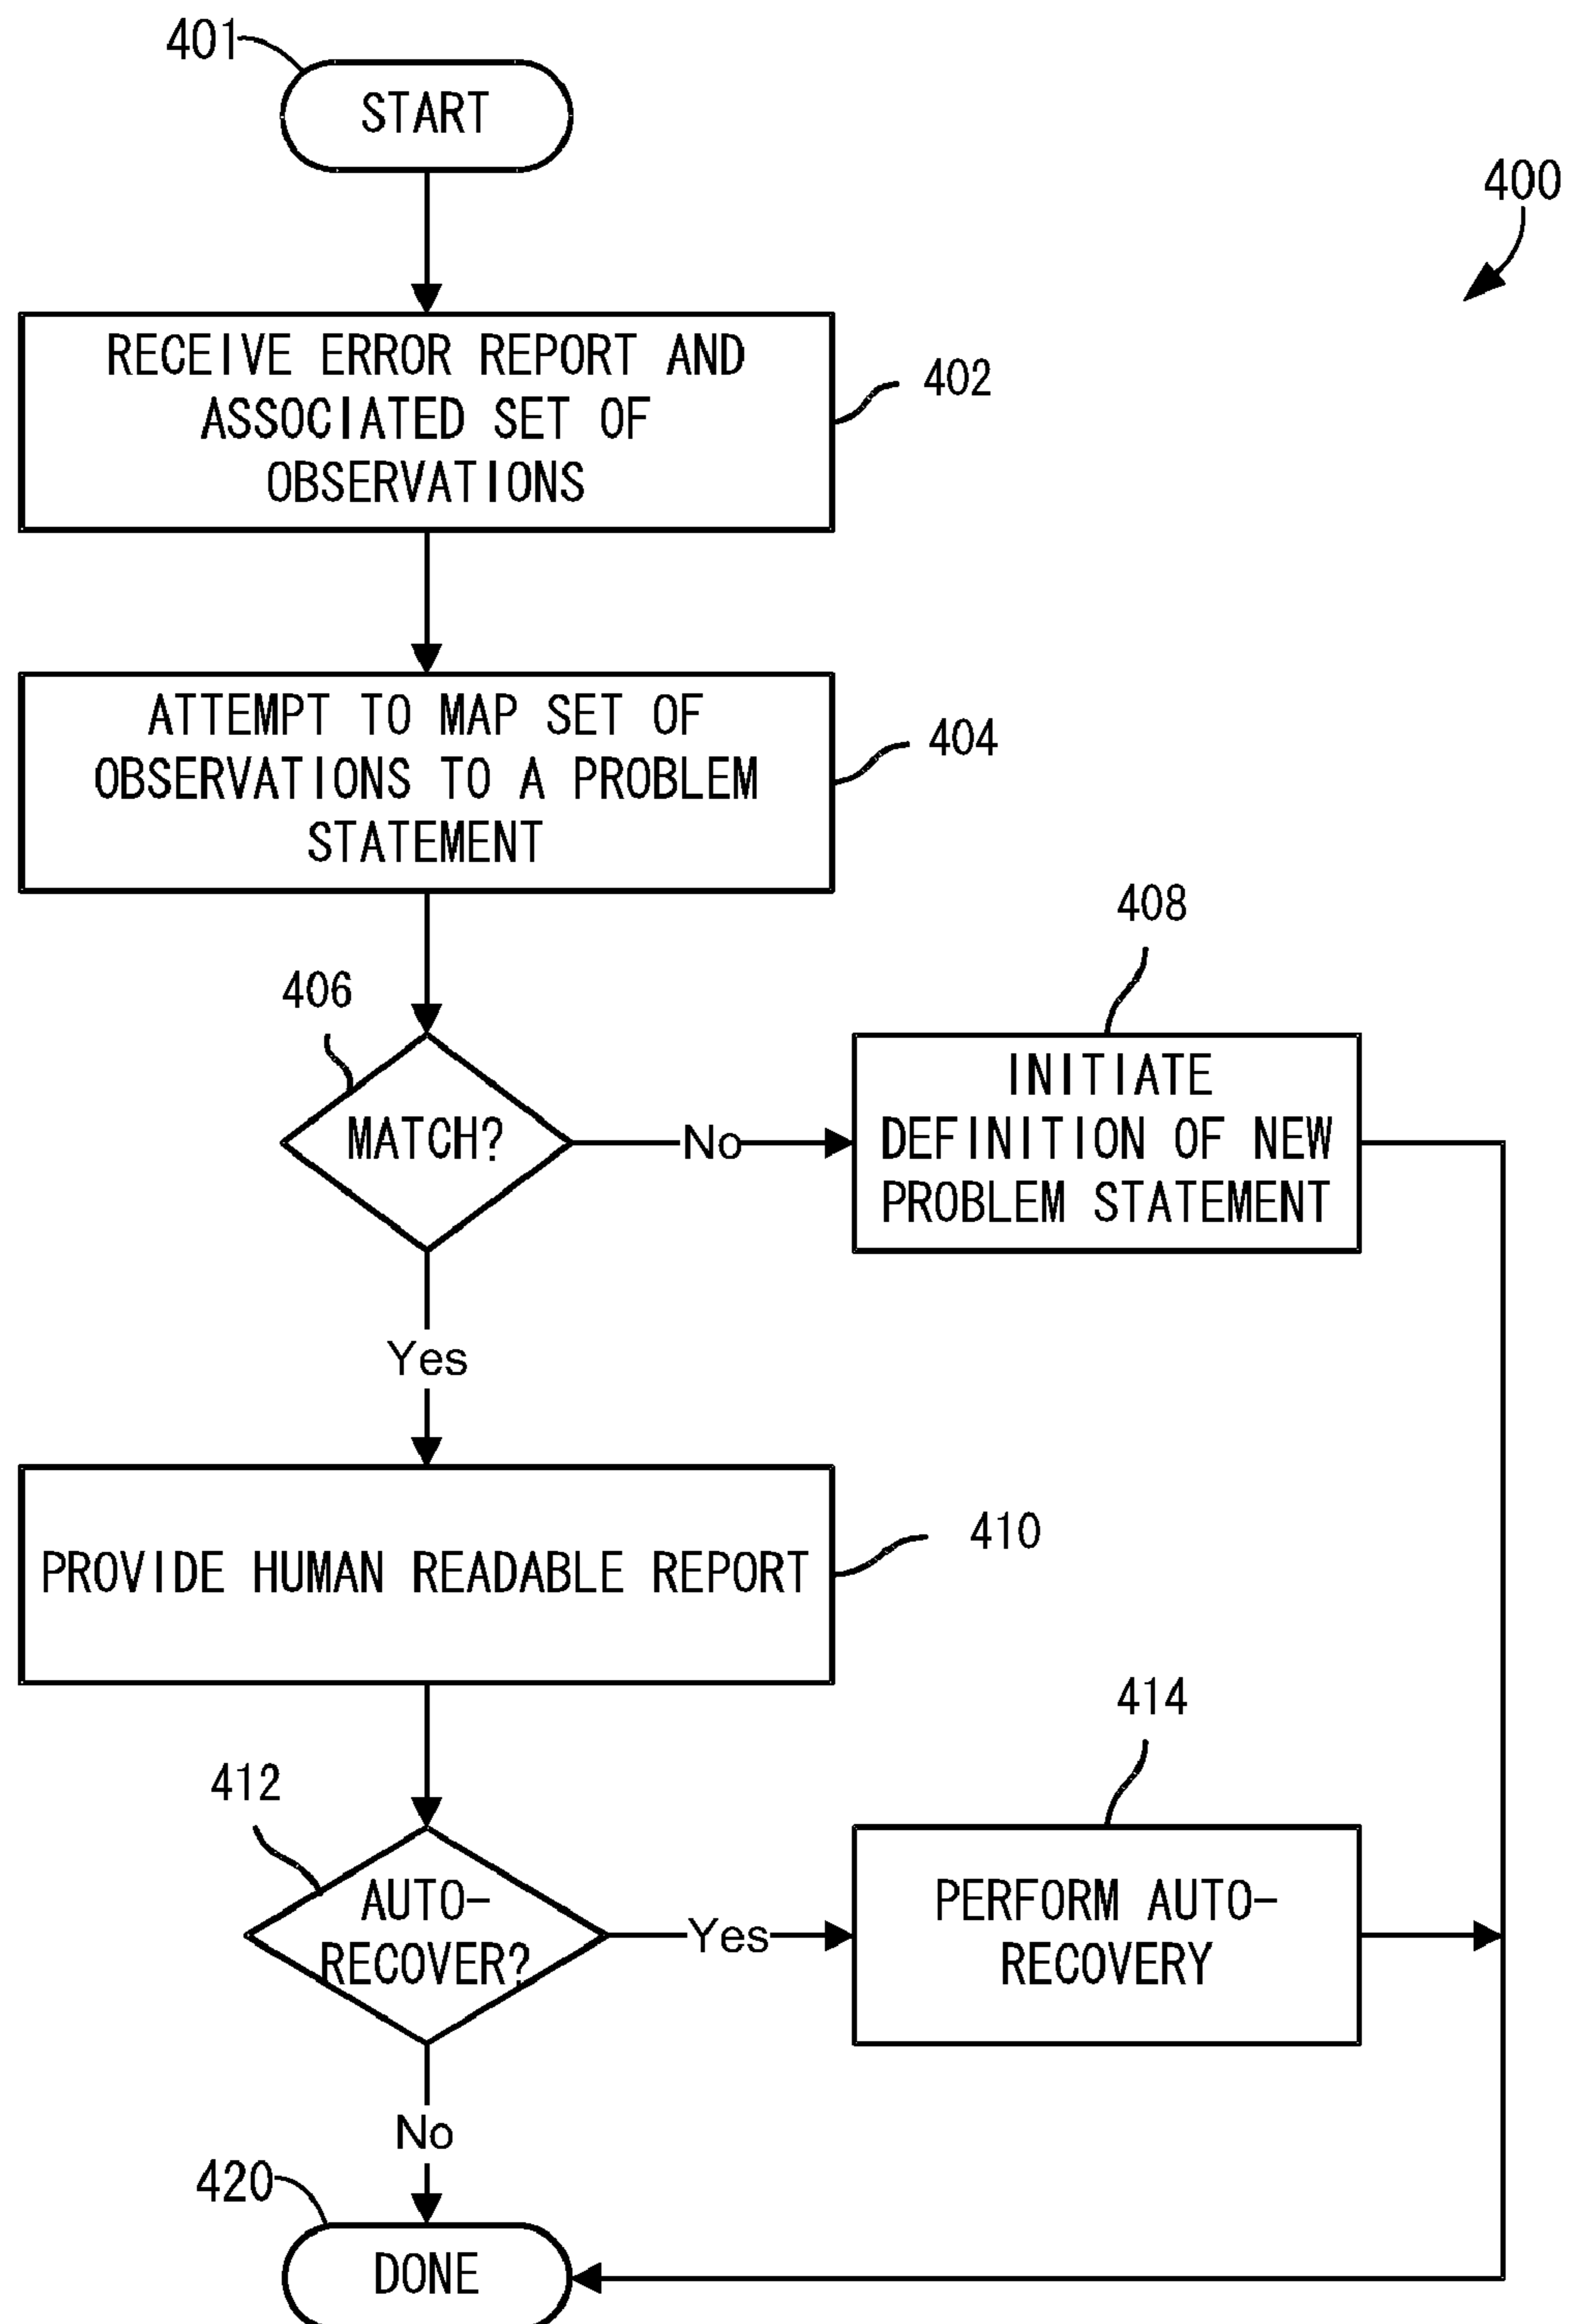 401
START
400
RECEIVE ERROR REPORT AND
ASSOCIATED SET OF
OBSERVATIONS
402
ATTEMPT TO MAP SET OF
OBSERVATIONS TO A PROBLEM
STATEMENT
404
406
MATCH?
No
408
INITIATE
DEFINITION OF NEW
PROBLEM STATEMENT
Yes
PROVIDE HUMAN READABLE REPORT
410
412
AUTO-
RECOVER?
Yes
414
PERFORM AUTO-
RECOVERY
No
420
DONE